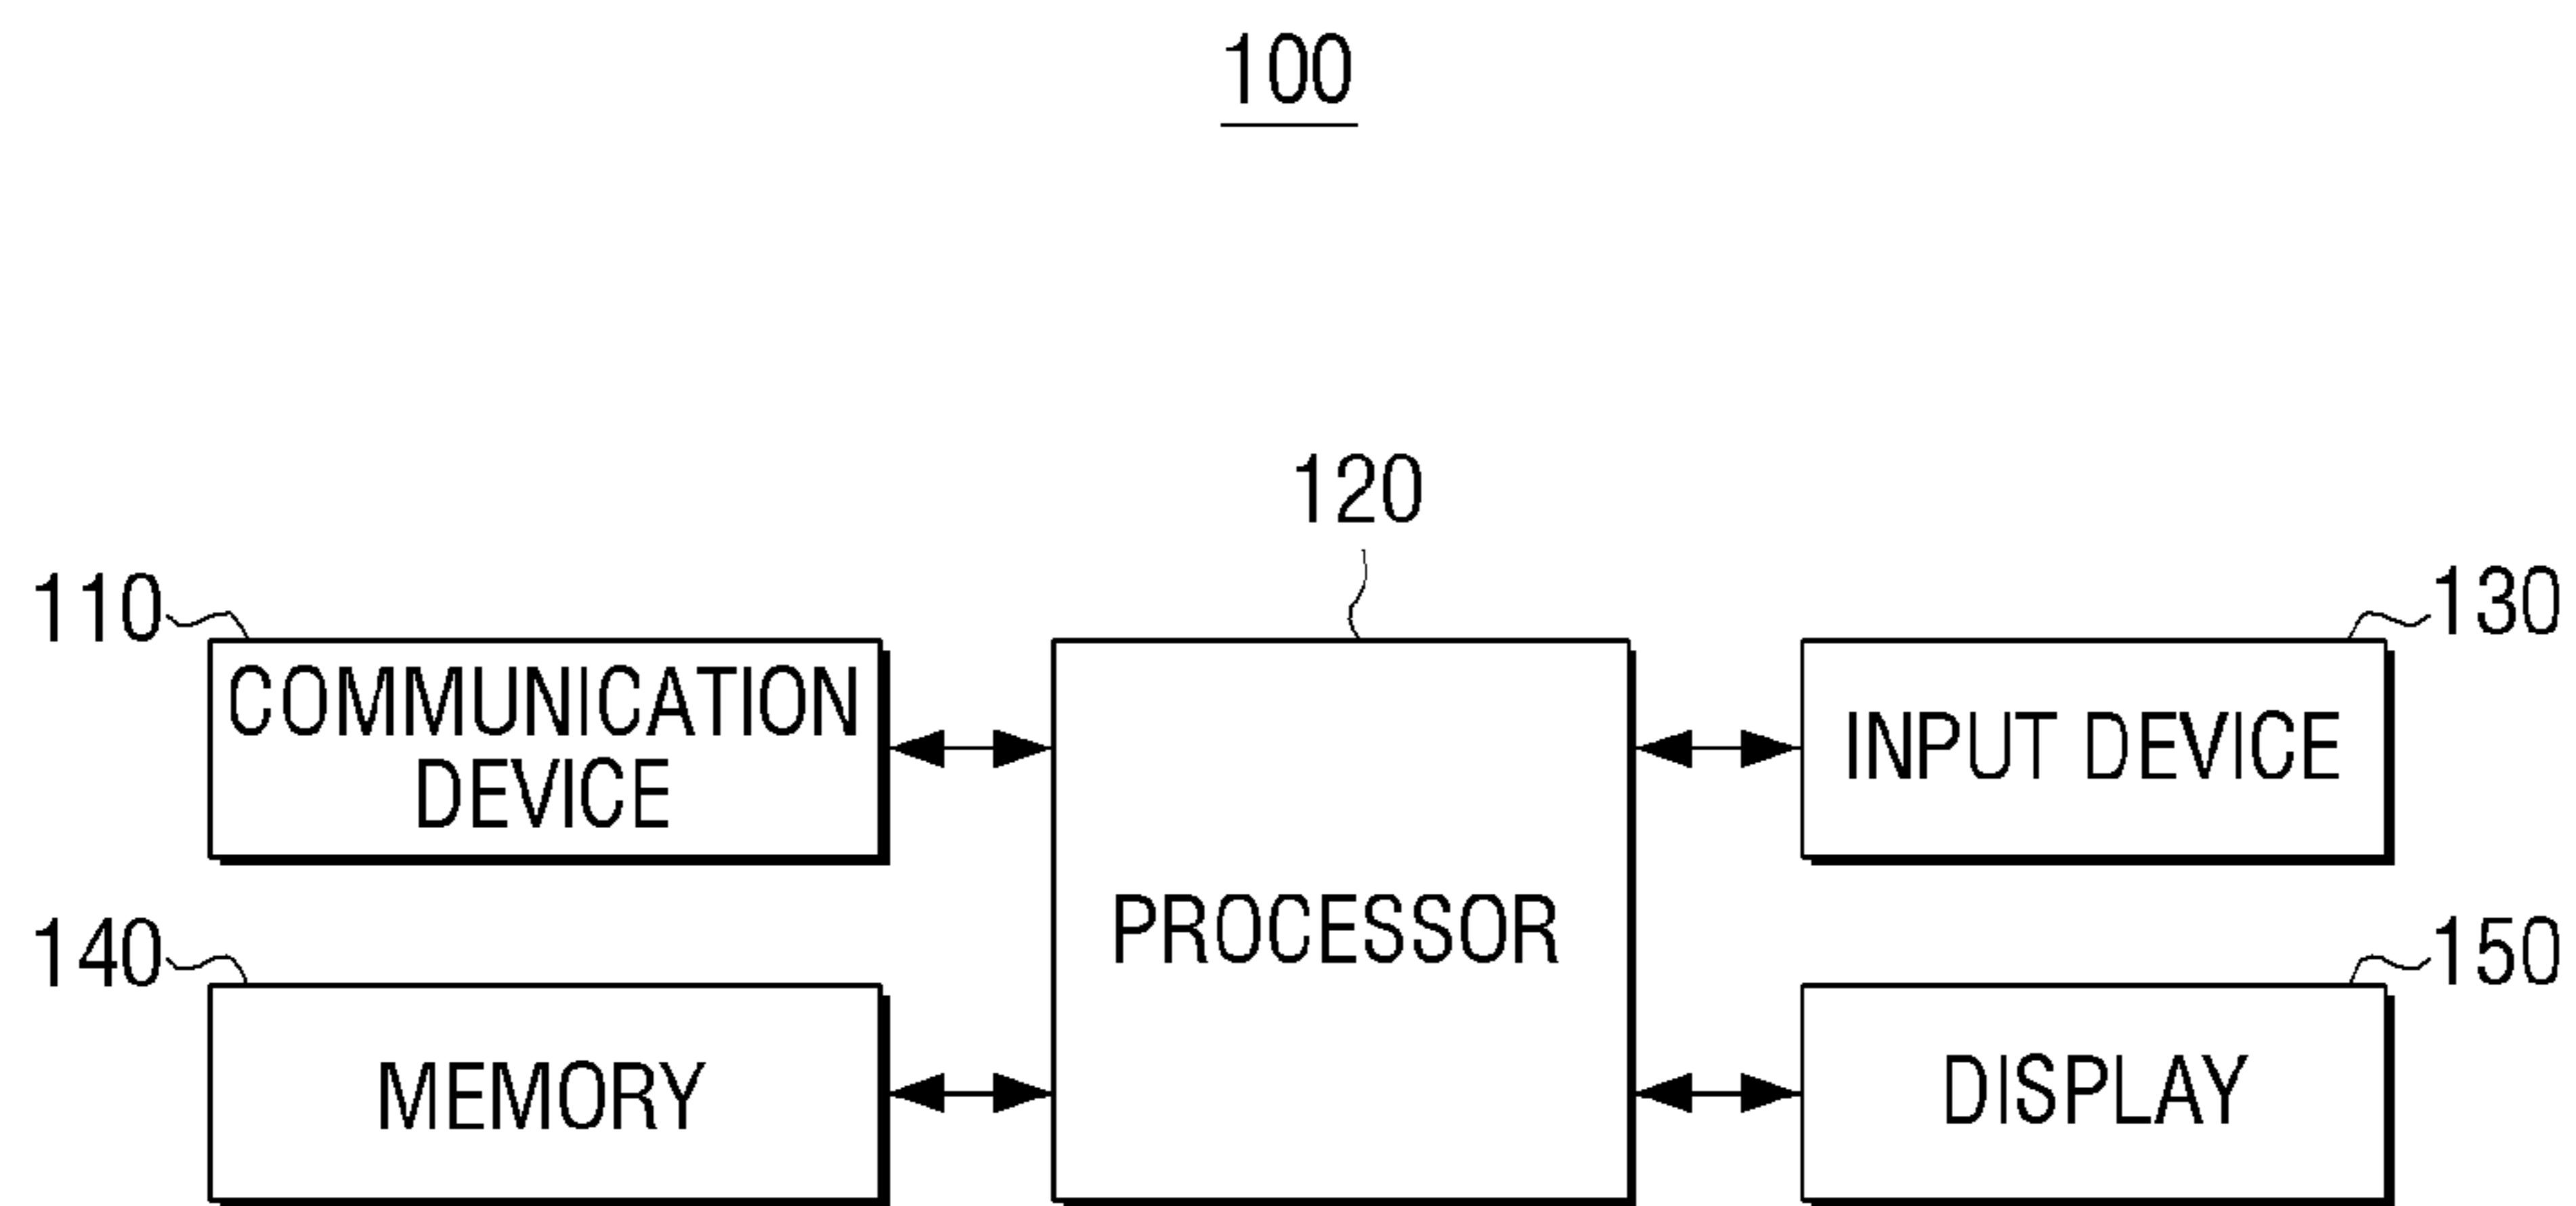 100
120
110
130
COMMUNICATION
DEVICE
INPUT DEVICE
PROCESSOR
140
150
MEMORY
DISPLAY